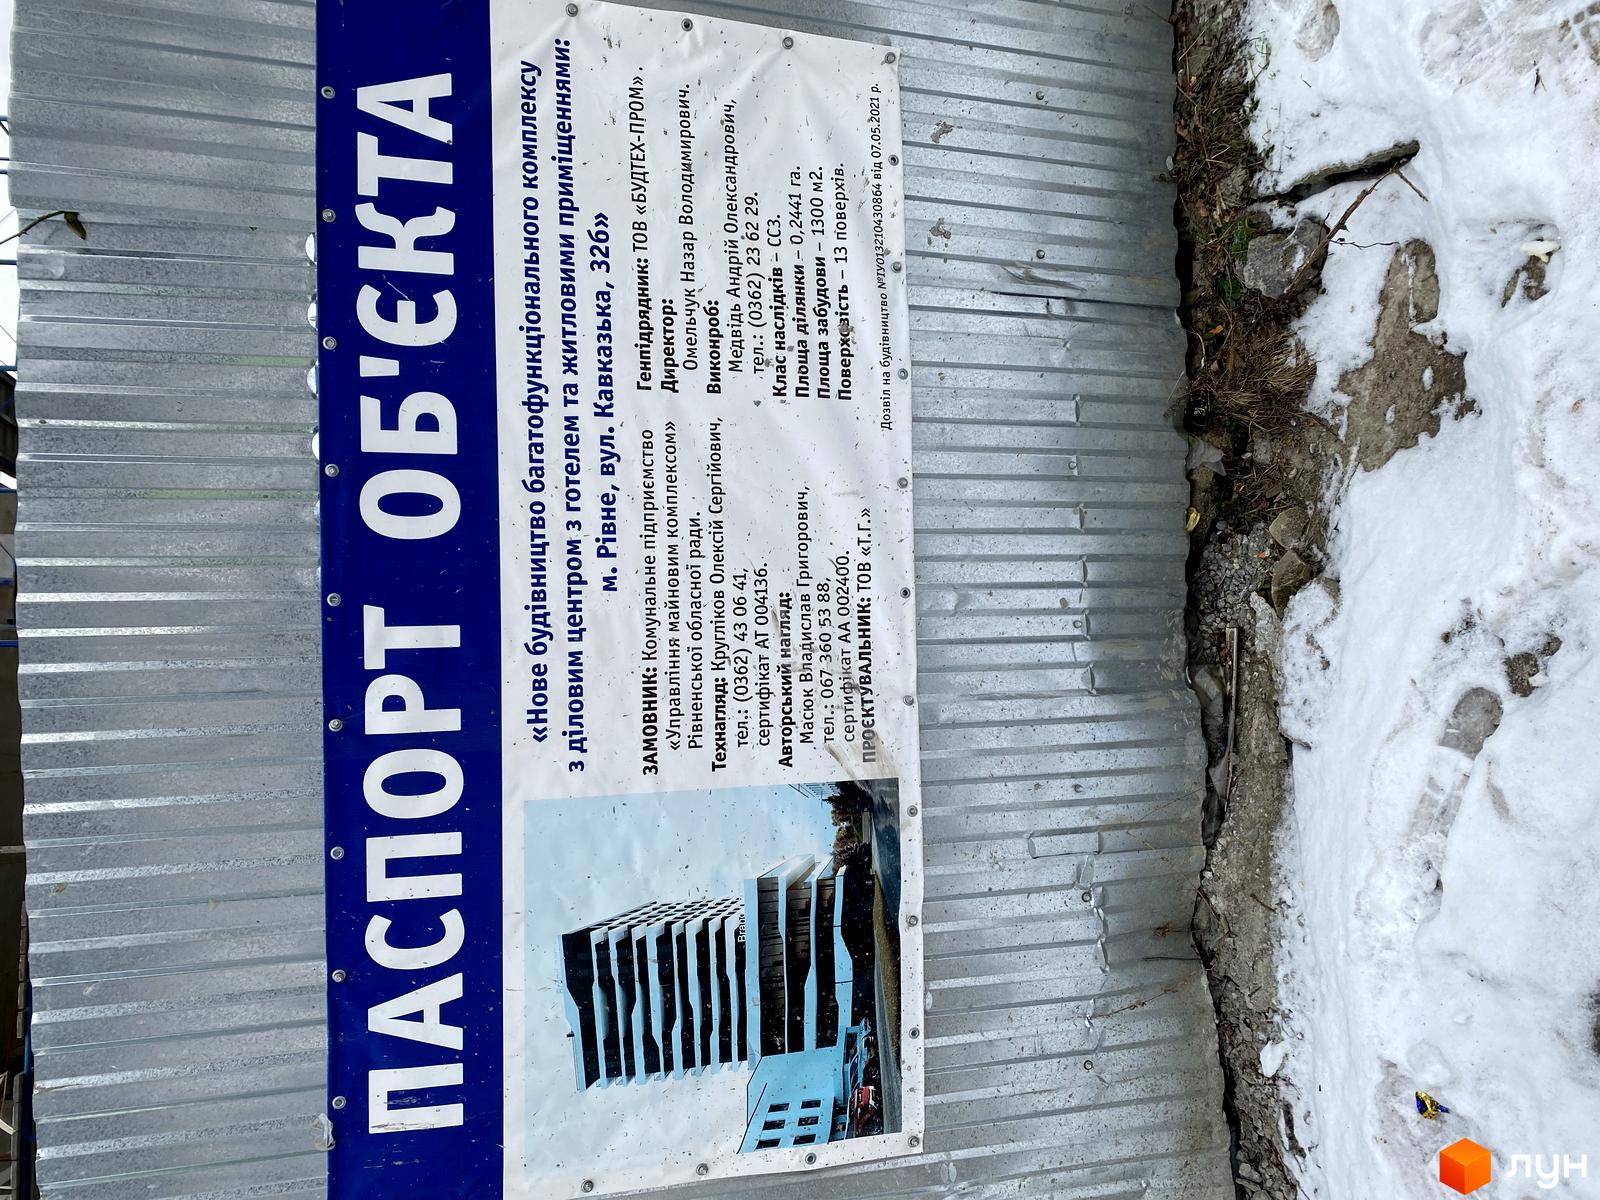 ПАСПОРТ ОБ'ЄКТА
«Нове будівництво багатофункціонального комплексу
з діловим центром з готелем та житловими приміщеннями:
м. Рівне, вул. Кавказька, 32б»
ЗАМОВНИК: Комунальне підприємство
«Управління майновим комплексом»
Рівненської обласної ради.
Технагляд: Кругліков Олексій Сергійович,
тел.: (0362) 43 06 41,
сертифікат АТ 004136.
Авторський нагляд:
Масюк Владислав Григорович,
тел.: 067 360 53 88,
сертифікат АА 002400.
ПРОЄКТУВАЛЬНИК: ТОВ «Т.Г.»
Генпідрядник: ТОВ «БУДТЕХ-ПРОМ».
Директор:
Омельчук Назар Володимирович.
Виконроб:
Медвідь Андрій Олександрович,
тел.: (0362) 23 62 29.
Клас наслідків – СС3.
Площа ділянки – 0,2441 га.
Площа забудови – 1300 м2.
Поверховість – 13 поверхів.
Дозвіл на будівництво №IV013210430864 від 07.05.2021 р.
лун